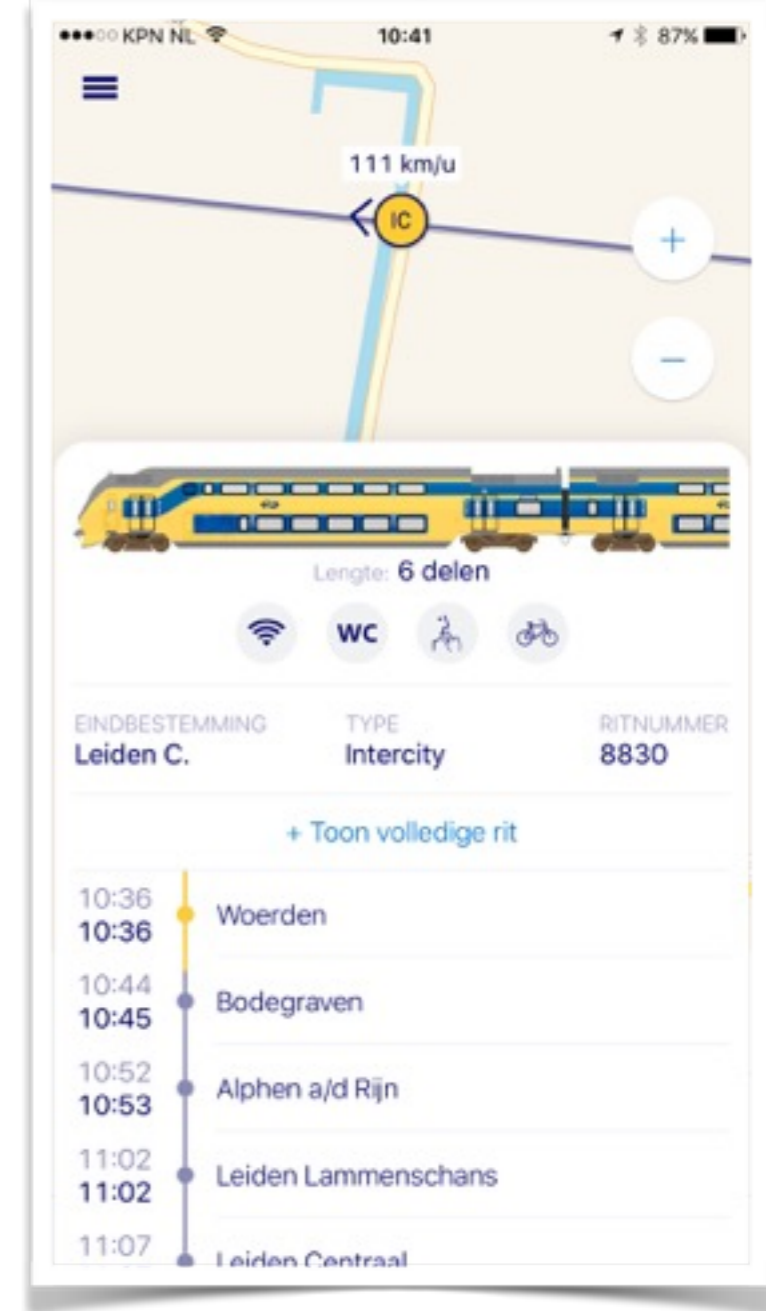 KPN NL 10:41 87%
111 km/u
IC
+
−
Lengte: 6 delen
WC
EINDBESTEMMING TYPE RITNUMMER
Leiden C. Intercity 8830
+ Toon volledige rit
10:36
10:36 Woerden
10:44
10:45 Bodegraven
10:52
10:53 Alphen a/d Rijn
11:02
11:02 Leiden Lammenschans
11:07
Leiden Centraal